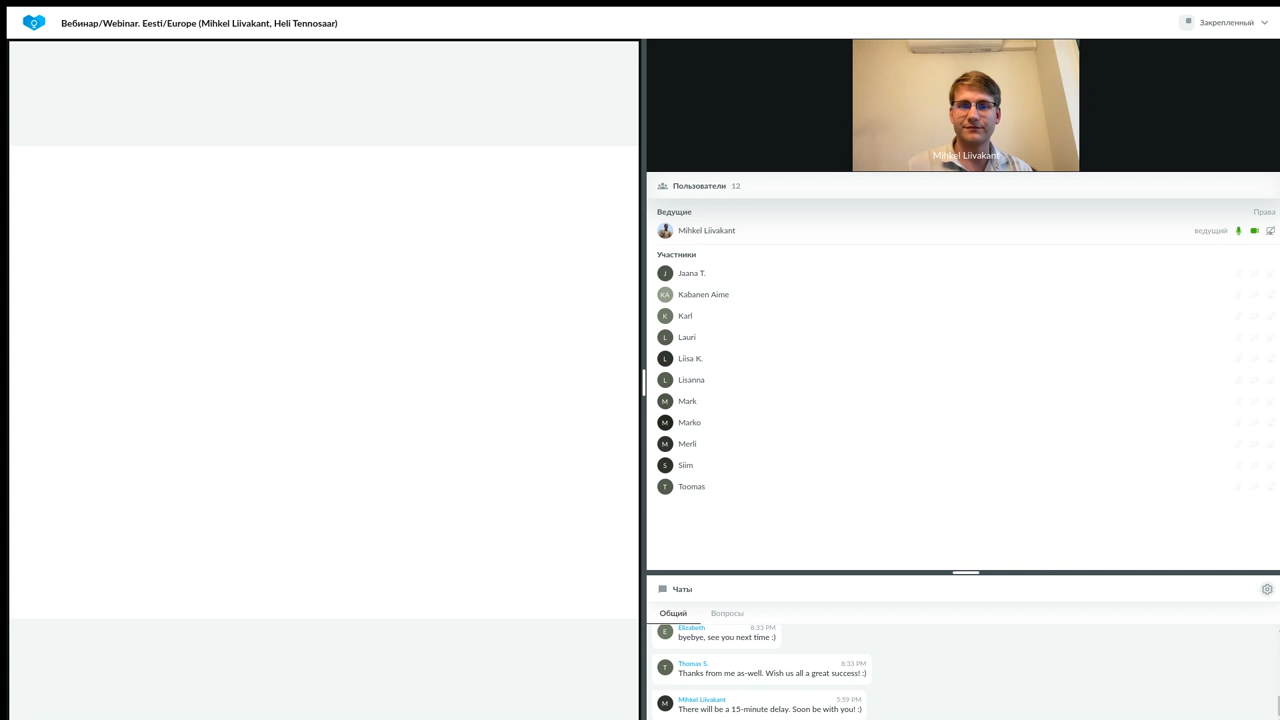 Вебинар/Webinar. Eesti/Europe (Mihkel Liivakant, Heli Tennosaar)
Закрепленный
Mihkel Liivakant
Пользователи 12
Ведущие
Права
Mihkel Liivakant
ведущий
Участники
J
Jaana T.
KA
Kabanen Aime
K
Karl
L
Lauri
L
Liisa K.
L
Lisanna
M
Mark
M
Marko
M
Merli
S
Siim
T
Toomas
Чаты
Общий
Вопросы
E
Elizabeth
8:33 PM
byebye, see you next time :)
T
Thomas S.
8:33 PM
Thanks from me as-well. Wish us all a great success! :)
M
Mihkel Liivakant
5:59 PM
There will be a 15-minute delay. Soon be with you! :)